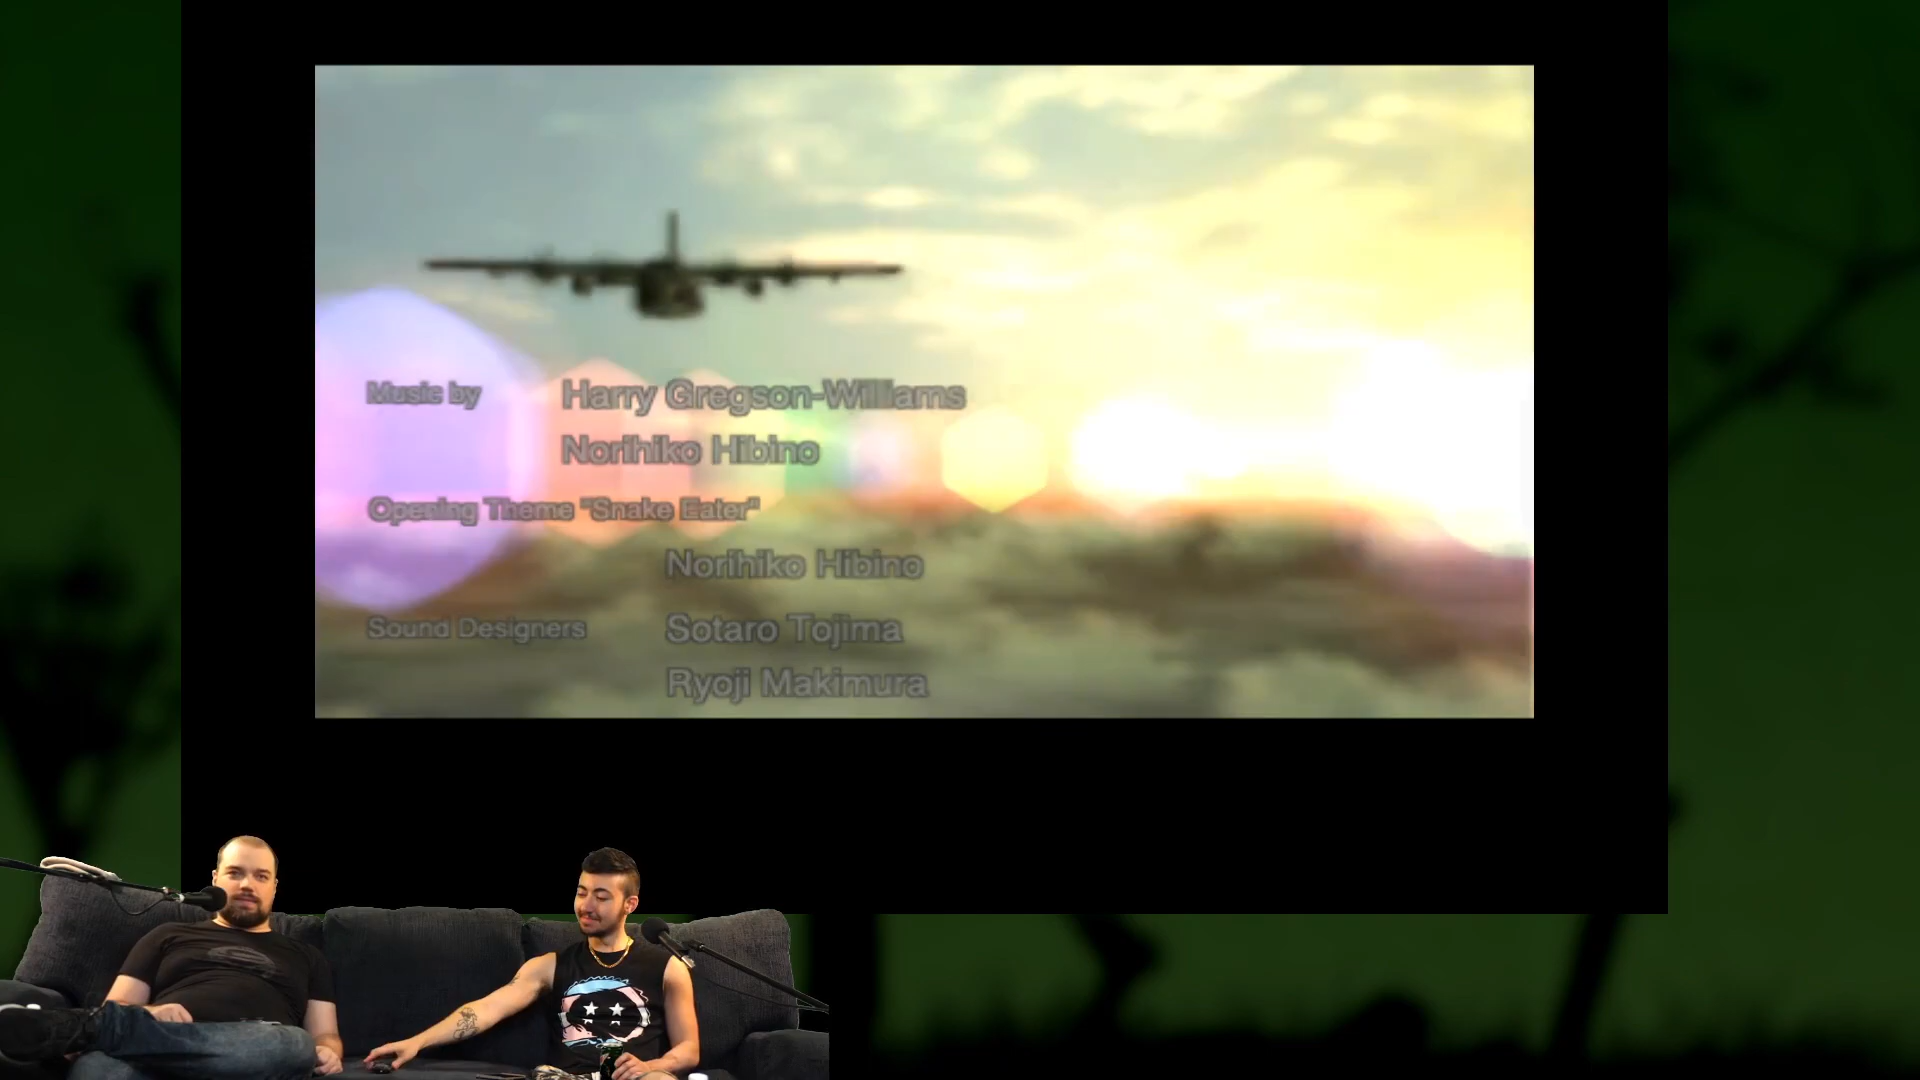 Music by Harry Gregson-Williams
Norihiko Hibino
Opening Theme "Snake Eater"
Norihiko Hibino
Sound Designers Sotaro Tojima
Ryoji Makimura